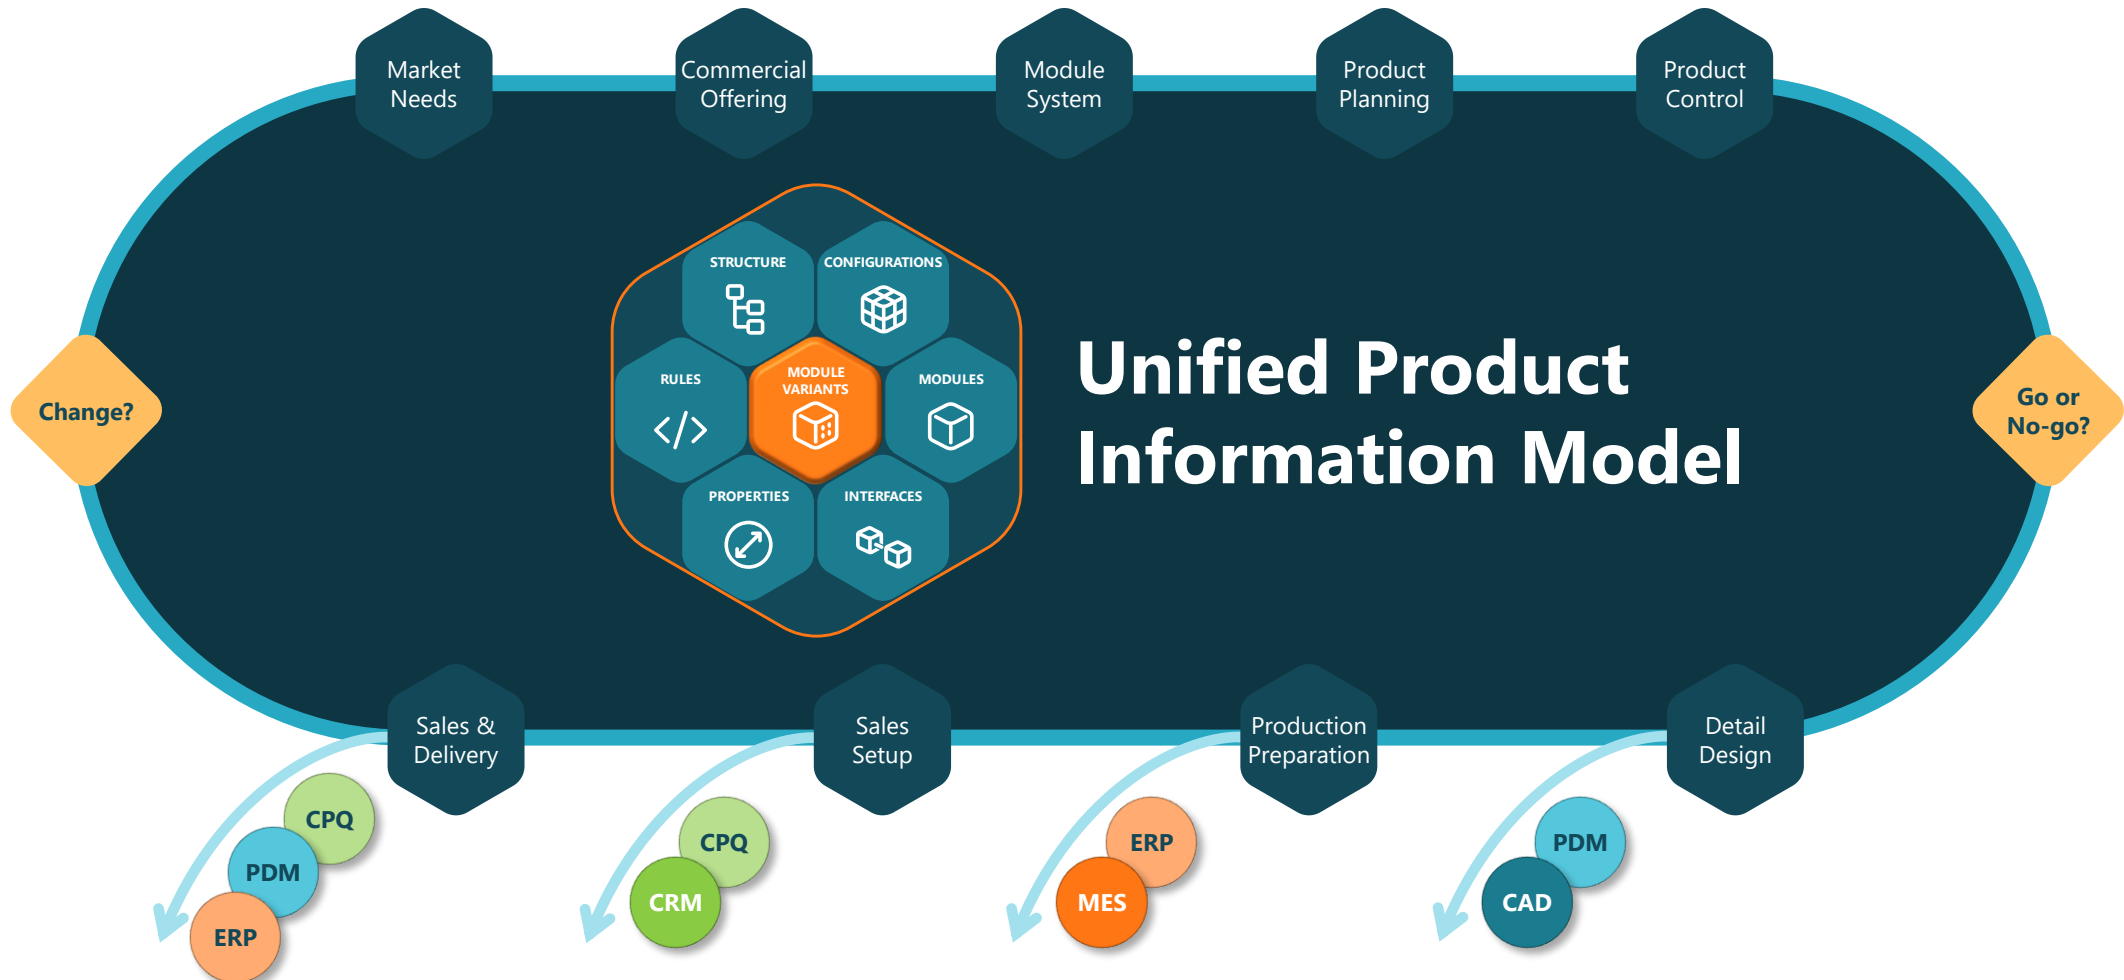 Market
Needs
Commercial
Offering
Module
System
Product
Planning
Product
Control
STRUCTURE
CONFIGURATIONS
RULES
MODULE
VARIANTS
MODULES
PROPERTIES
INTERFACES
Unified Product
Information Model
Change?
Go or
No-go?
Sales &
Delivery
Sales
Setup
Production
Preparation
Detail
Design
CPQ
PDM
ERP
CPQ
CRM
ERP
MES
PDM
CAD